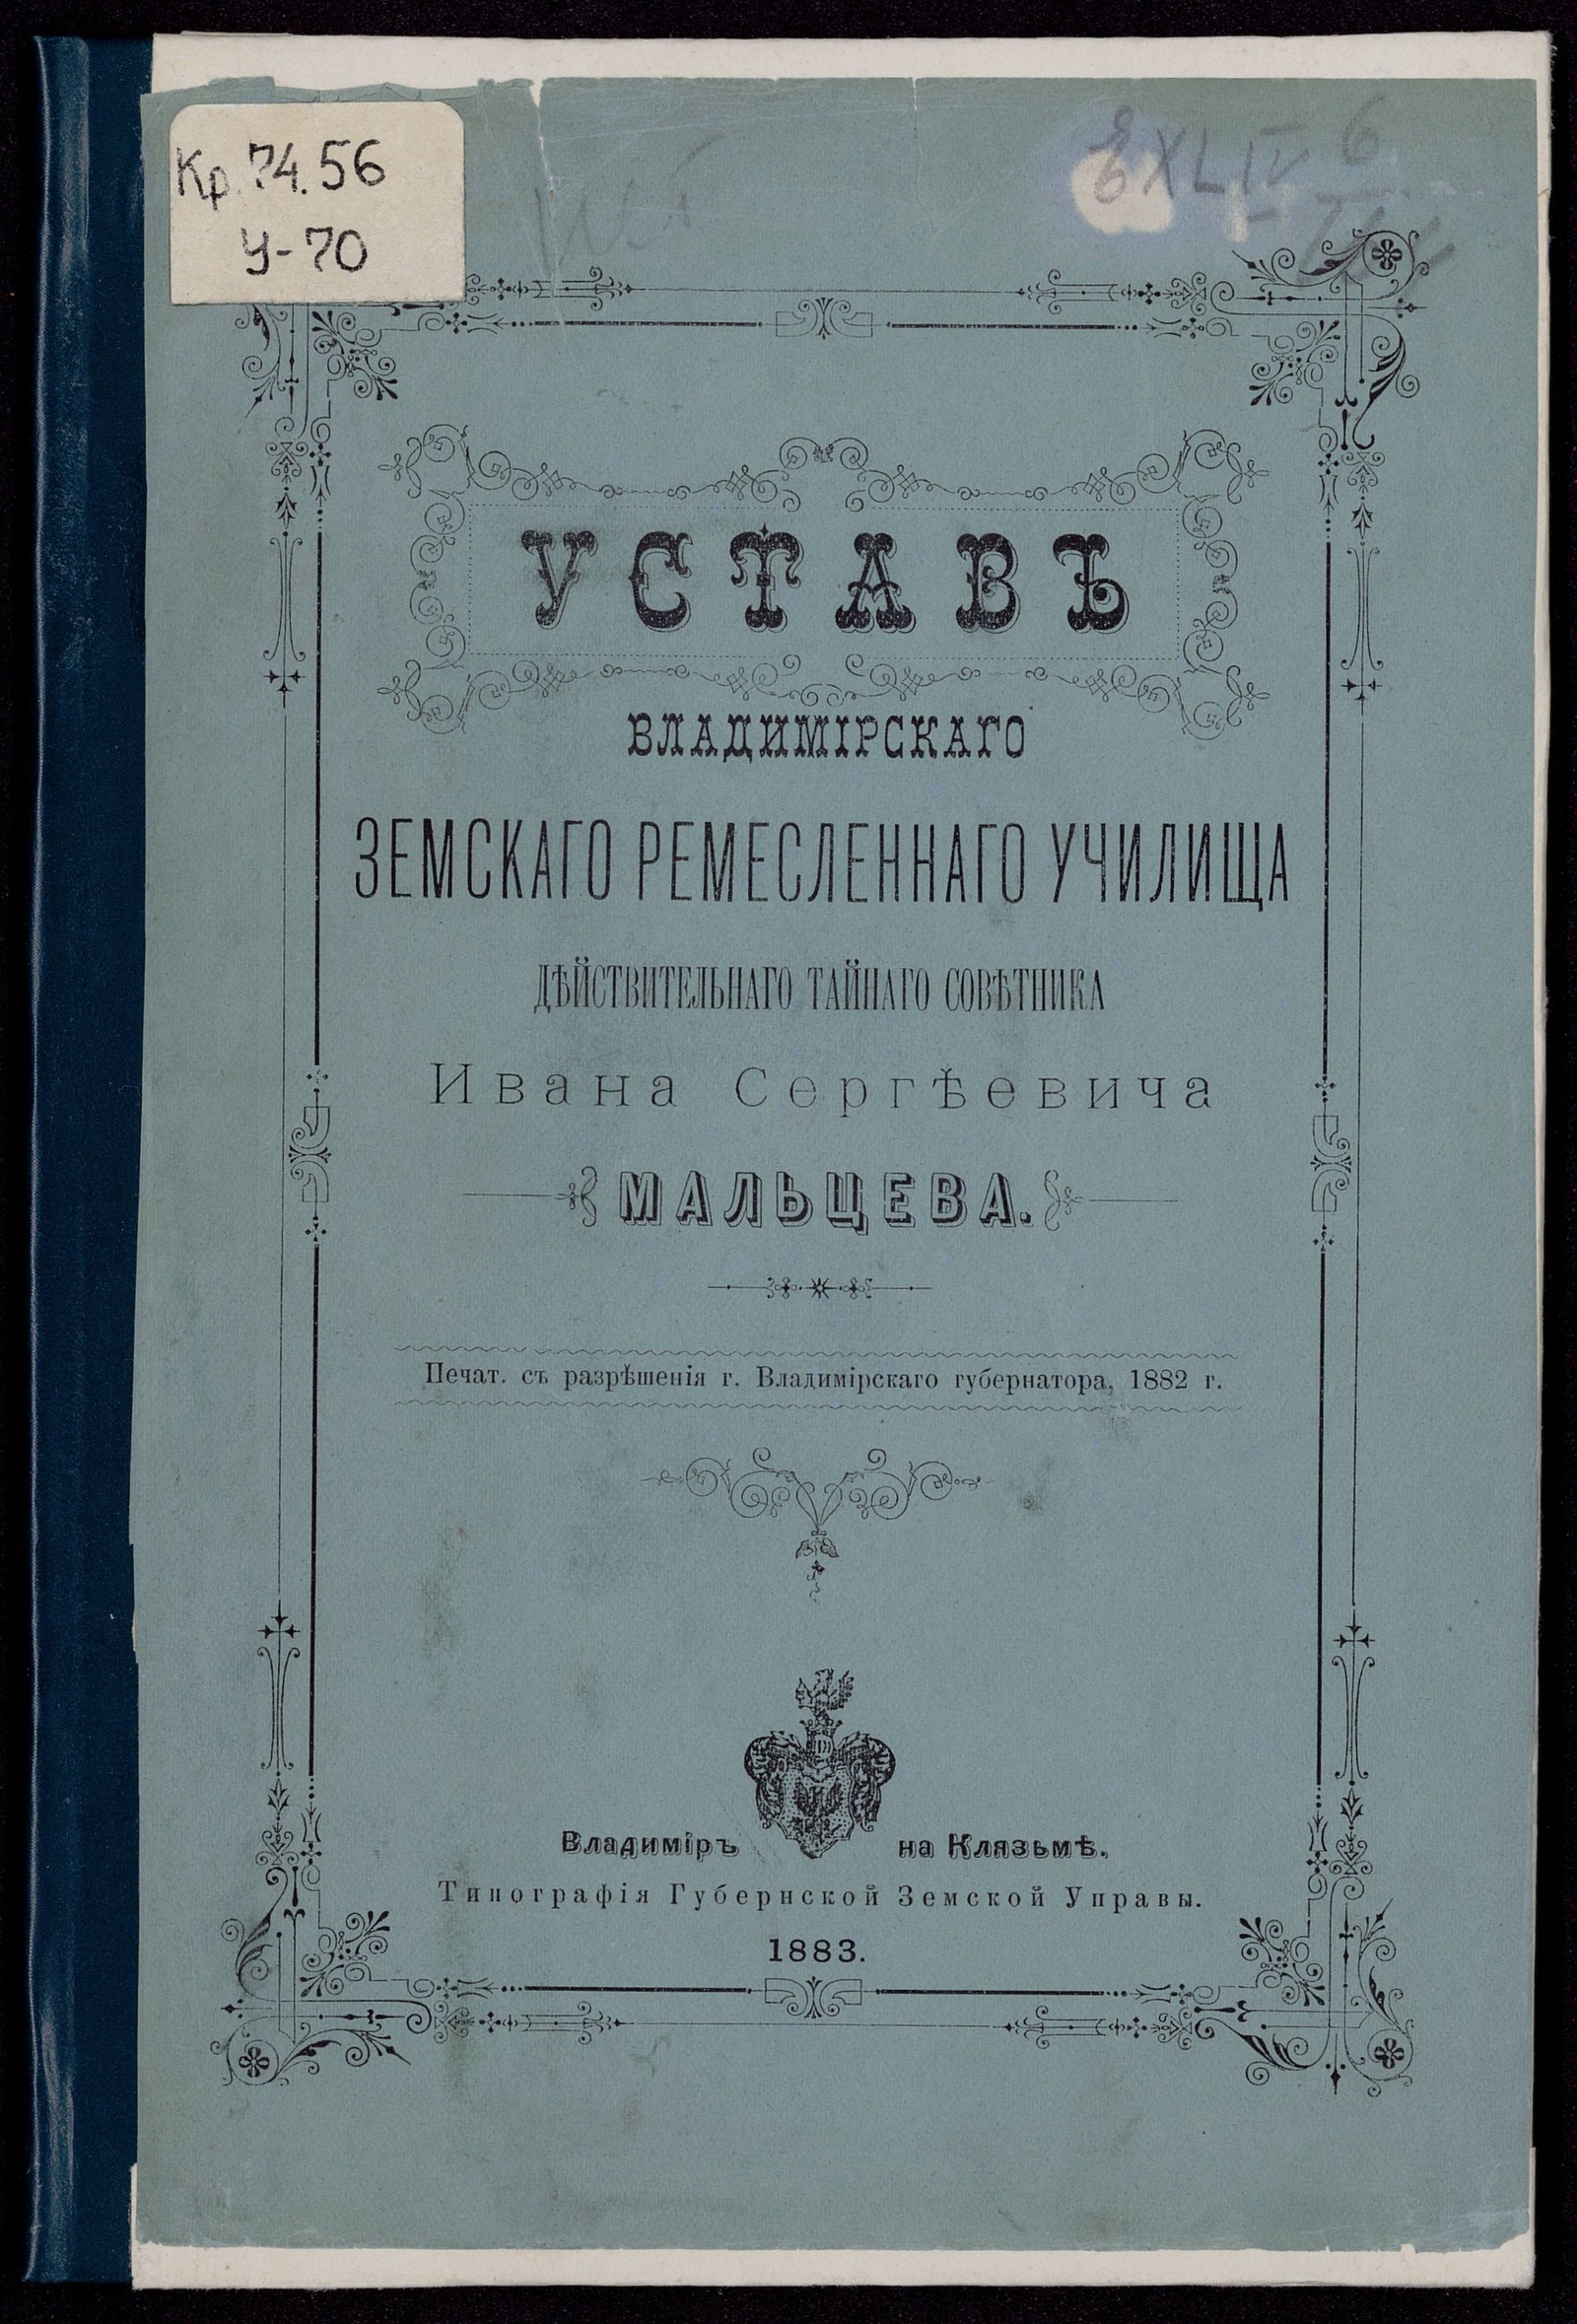 Кр. 74.56
У-70
УСТАВЪ
ВЛАДИМІРСКАГО
ЗЕМСКАГО РЕМЕСЛЕННАГО УЧИЛИЩА
ДѢЙСТВИТЕЛЬНАГО ТАЙНАГО СОВѢТНИКА
Ивана Сергѣевича
МАЛЬЦЕВА.
Печат. съ разрѣшенія г. Владимірскаго губернатора, 1882 г.
Владиміръ на Клязьмѣ.
Типографія Губернской Земской Управы.
1883.